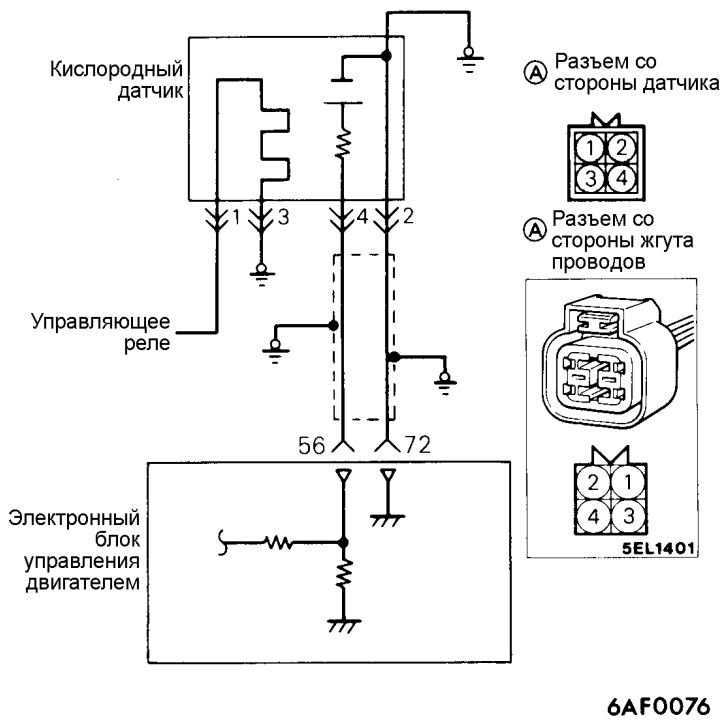 Кислородный
датчик
1 3 4 2
Управляющее
реле
56 72
Электронный
блок
управления
двигателем
A Разъем со
стороны датчика
1 2
3 4
A Разъем со
стороны жгута
проводов
2 1
4 3
5EL1401
6AF0076